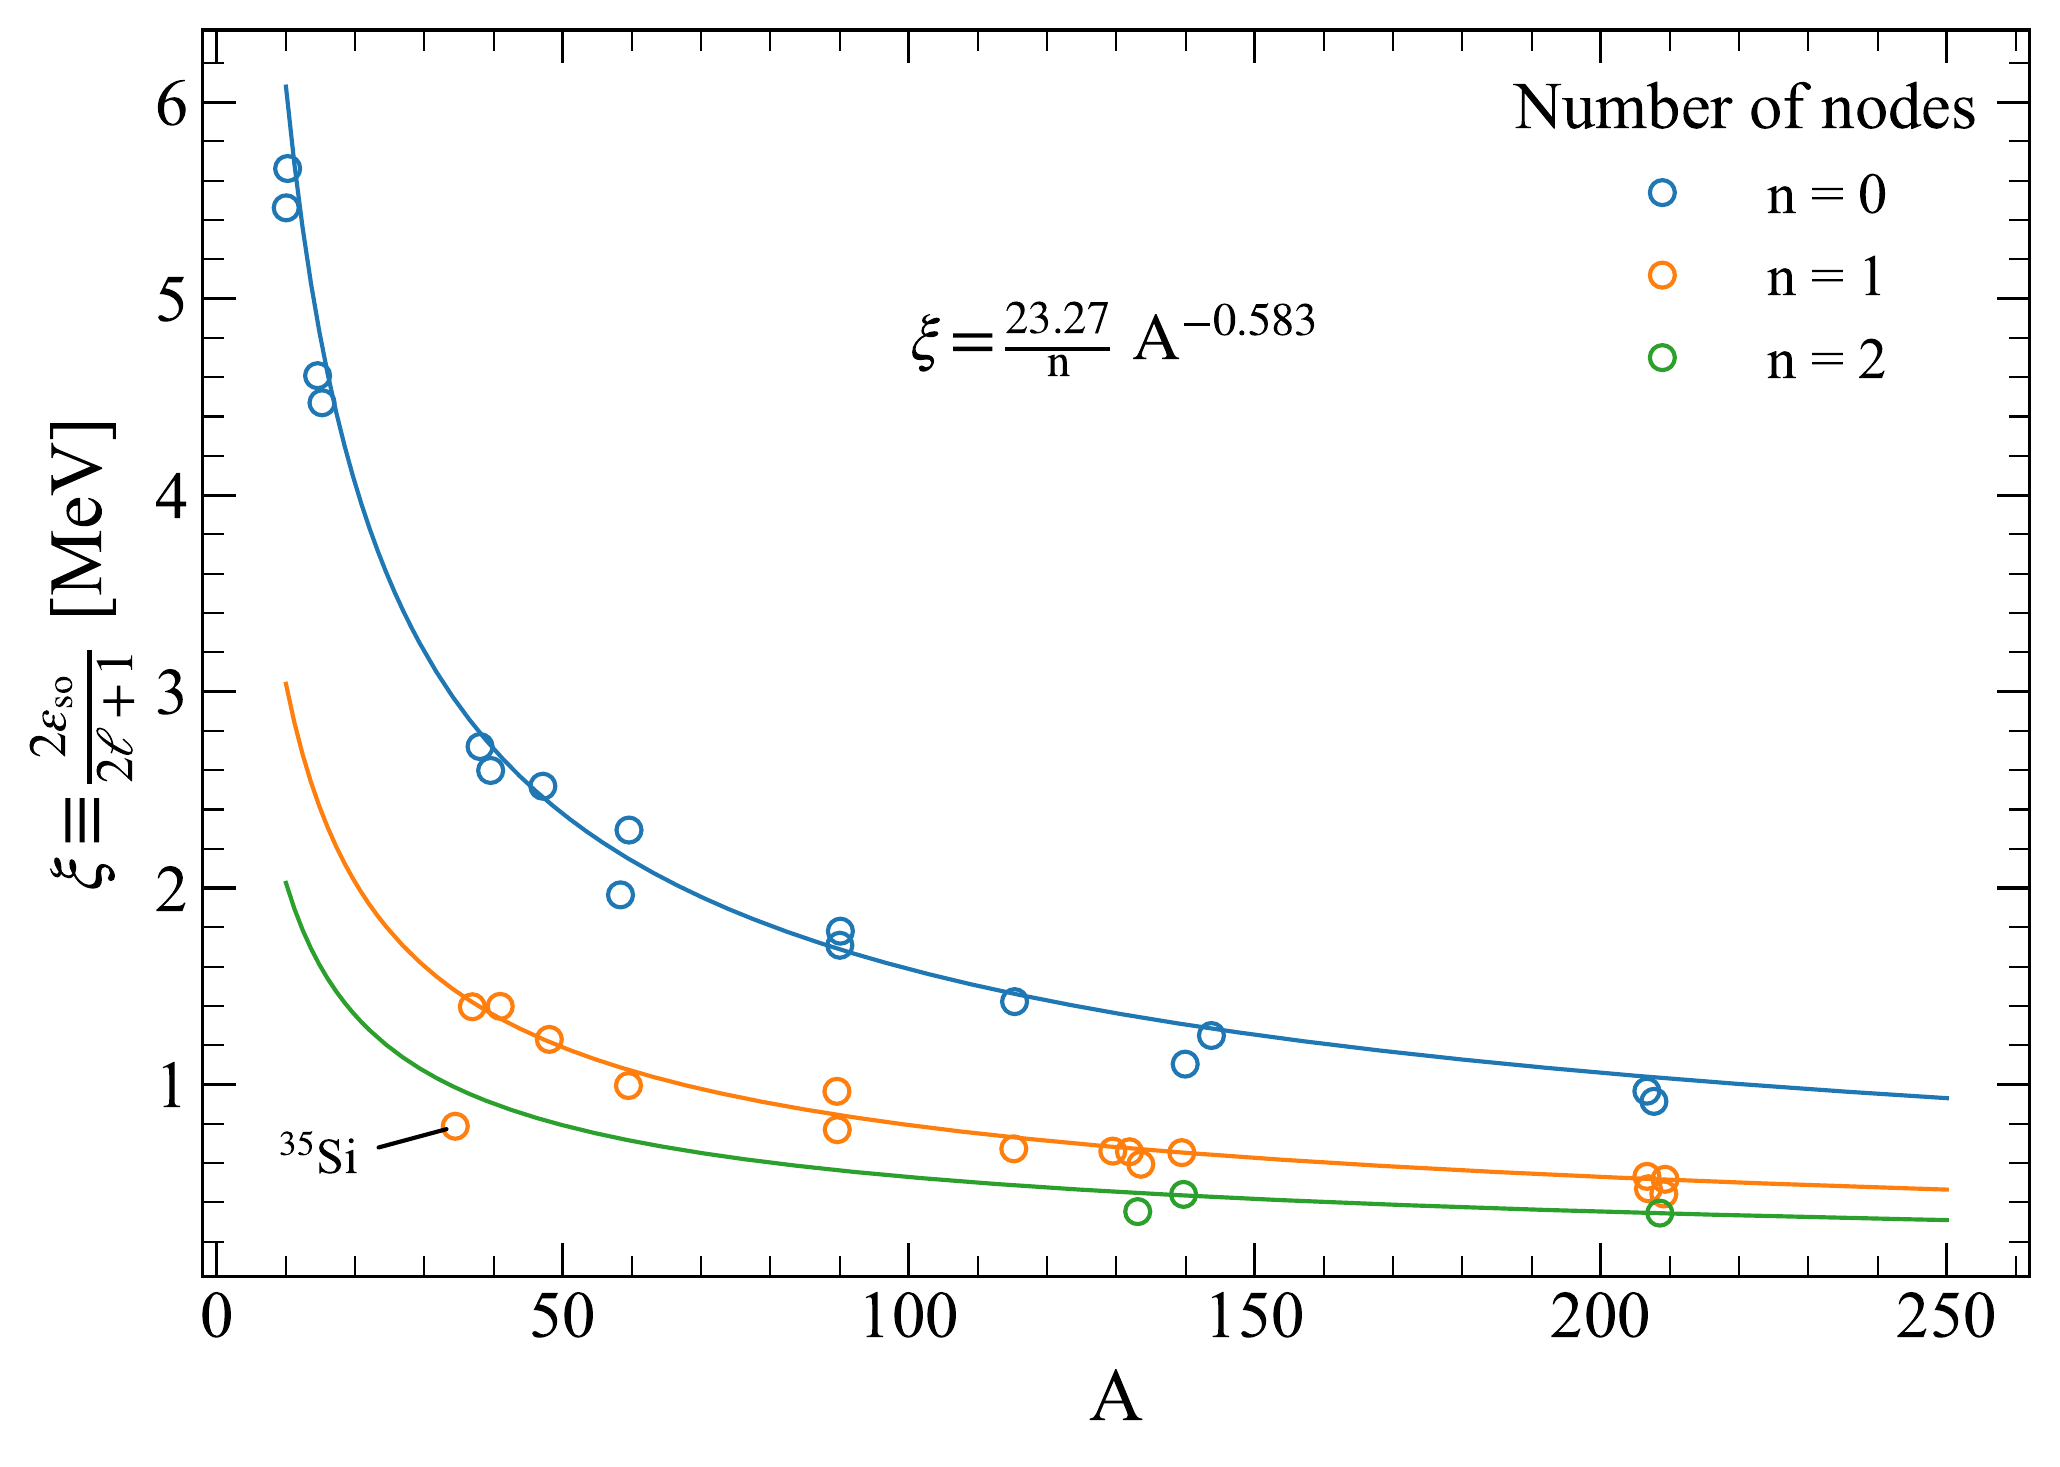 6
5
4
3
2
1
ξ ≡ 2εso / 2ℓ + 1 [MeV]
Number of nodes
n = 0
n = 1
n = 2
ξ = 23.27 / n A^−0.583
³⁵Si
0 50 100 150 200 250
A